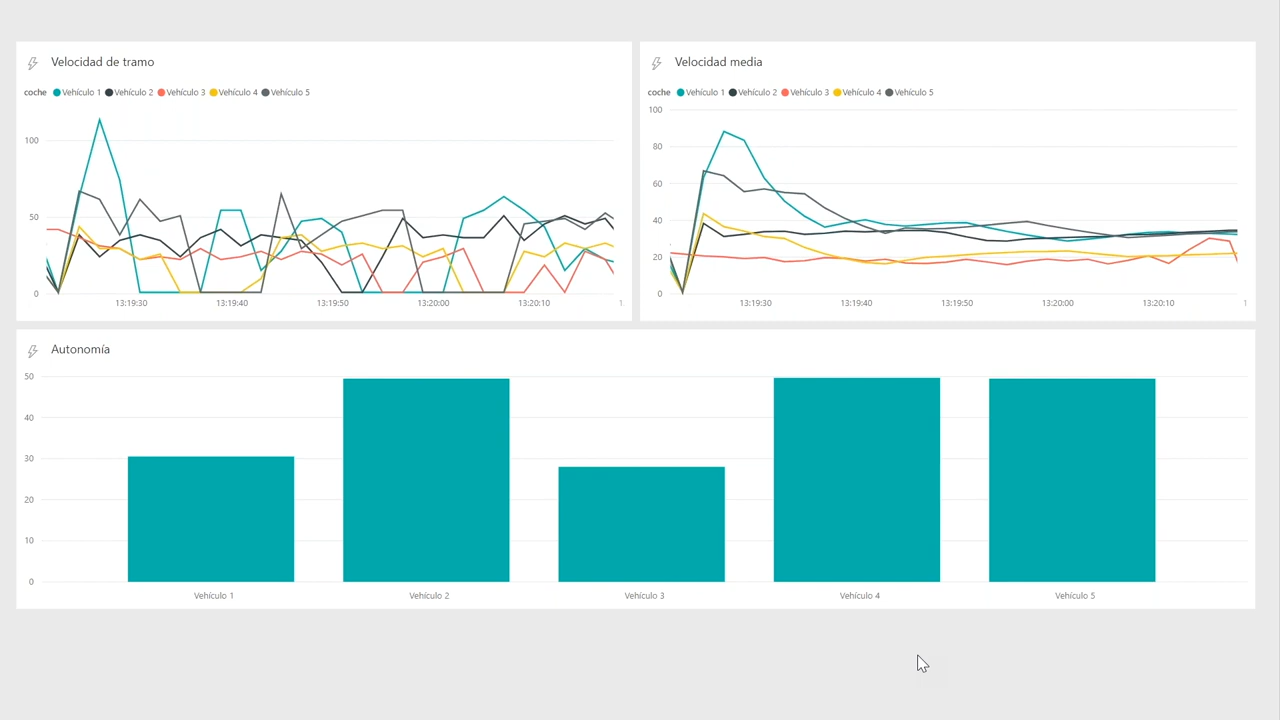 Velocidad de tramo
coche Vehículo 1 Vehículo 2 Vehículo 3 Vehículo 4 Vehículo 5
100
50
0
13:19:30 13:19:40 13:19:50 13:20:00 13:20:10 1
Velocidad media
coche Vehículo 1 Vehículo 2 Vehículo 3 Vehículo 4 Vehículo 5
100
80
60
40
20
0
13:19:30 13:19:40 13:19:50 13:20:00 13:20:10 1
Autonomía
50
40
30
20
10
0
Vehículo 1 Vehículo 2 Vehículo 3 Vehículo 4 Vehículo 5